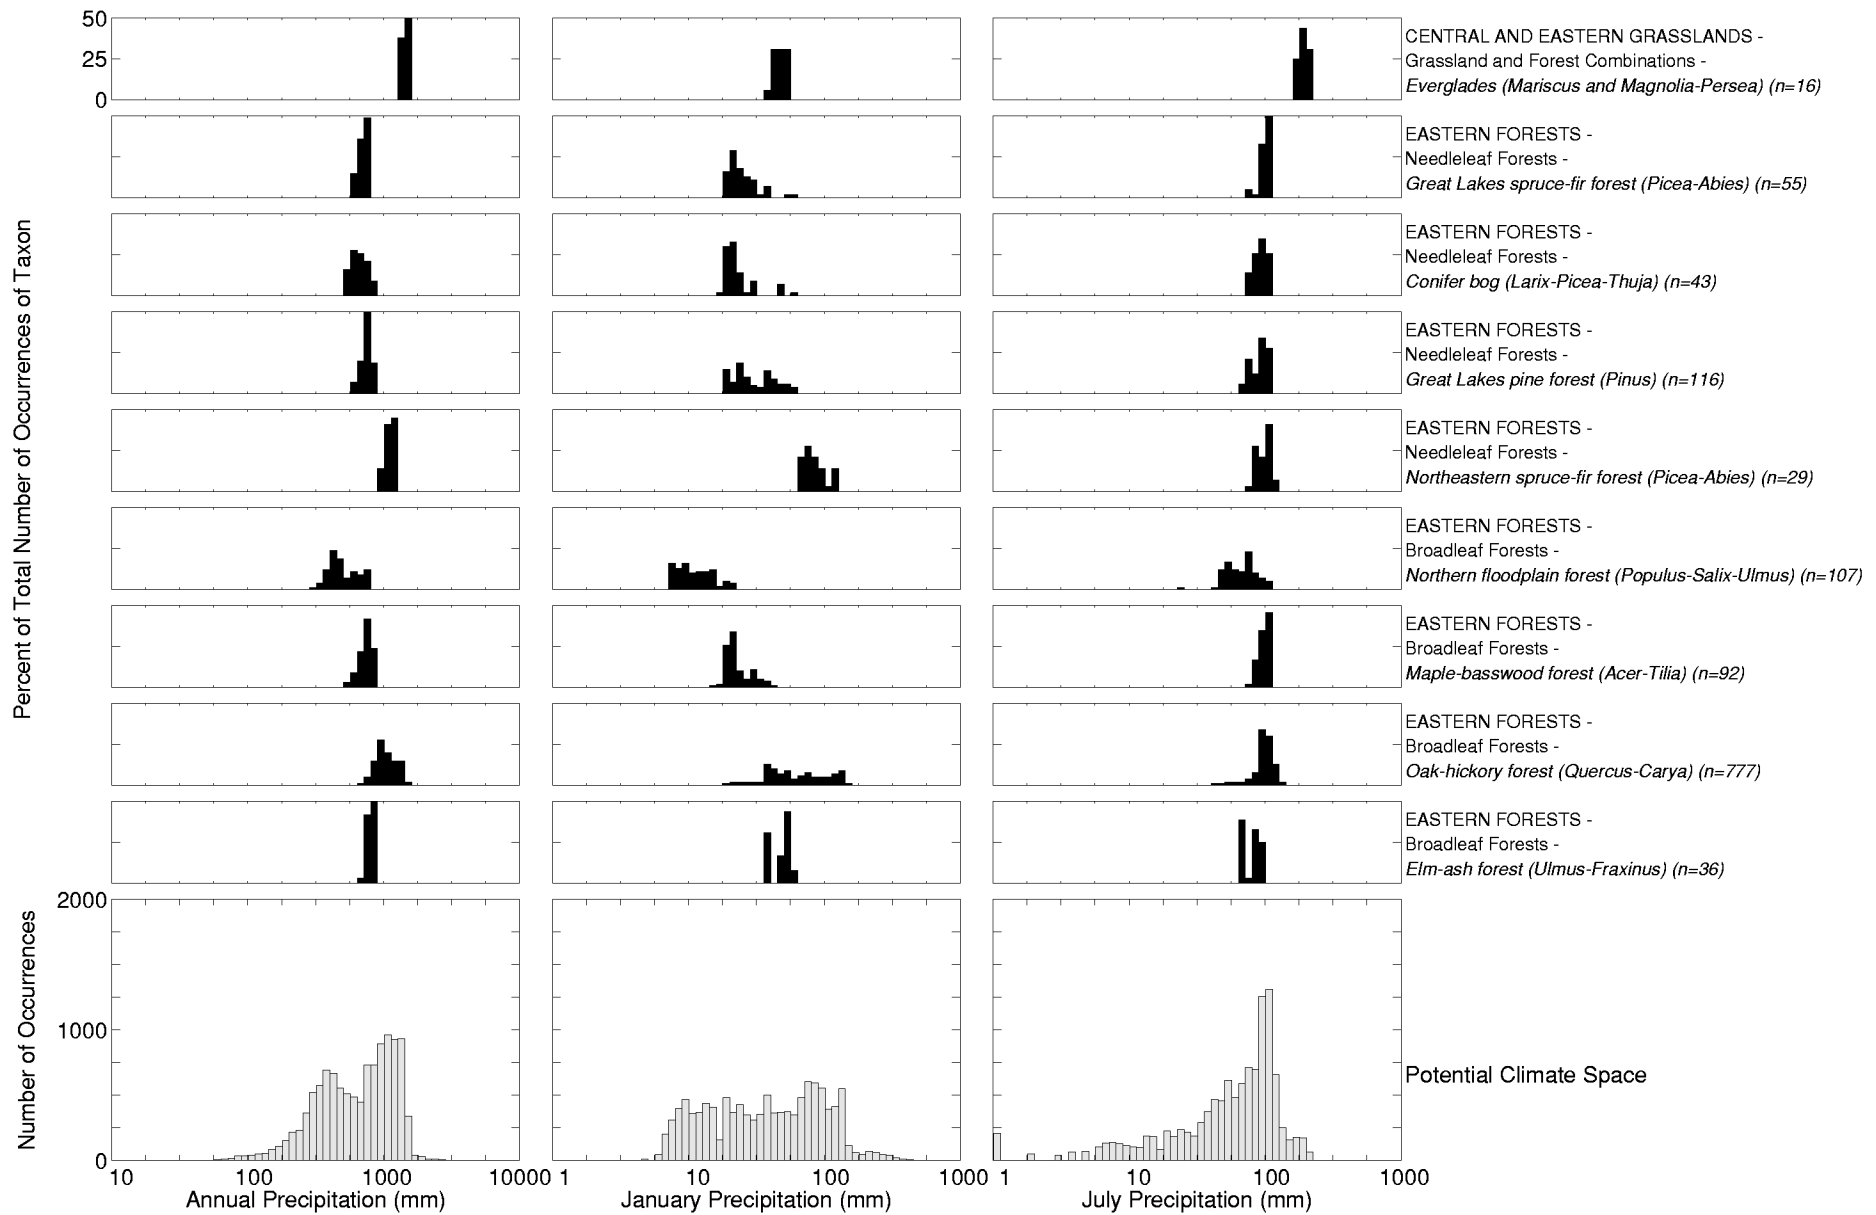 50
25
0
CENTRAL AND EASTERN GRASSLANDS -
Grassland and Forest Combinations -
Everglades (Mariscus and Magnolia-Persea) (n=16)
EASTERN FORESTS -
Needleleaf Forests -
Great Lakes spruce-fir forest (Picea-Abies) (n=55)
EASTERN FORESTS -
Needleleaf Forests -
Conifer bog (Larix-Picea-Thuja) (n=43)
EASTERN FORESTS -
Needleleaf Forests -
Great Lakes pine forest (Pinus) (n=116)
EASTERN FORESTS -
Needleleaf Forests -
Northeastern spruce-fir forest (Picea-Abies) (n=29)
EASTERN FORESTS -
Broadleaf Forests -
Northern floodplain forest (Populus-Salix-Ulmus) (n=107)
EASTERN FORESTS -
Broadleaf Forests -
Maple-basswood forest (Acer-Tilia) (n=92)
EASTERN FORESTS -
Broadleaf Forests -
Oak-hickory forest (Quercus-Carya) (n=777)
EASTERN FORESTS -
Broadleaf Forests -
Elm-ash forest (Ulmus-Fraxinus) (n=36)
Percent of Total Number of Occurrences of Taxon
2000
1000
0
Number of Occurrences
Potential Climate Space
10 100 1000 10000
Annual Precipitation (mm)
1 10 100 1000
January Precipitation (mm)
1 10 100 1000
July Precipitation (mm)